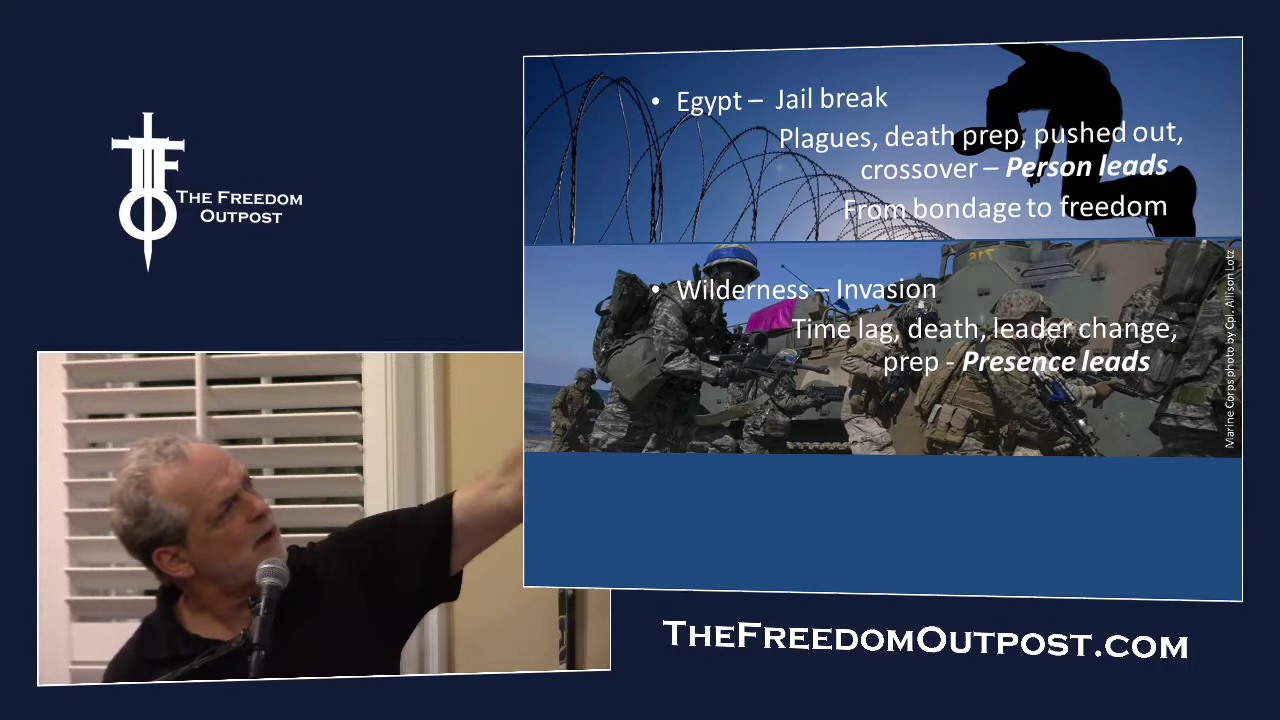 THE FREEDOM
OUTPOST
• Egypt – Jail break
Plagues, death prep, pushed out,
crossover – Person leads
From bondage to freedom
• Wilderness – Invasion
Time lag, death, leader change,
prep - Presence leads
Marine Corps photo by Cpl. Allison Lotz
THEFREEDOMOUTPOST.COM